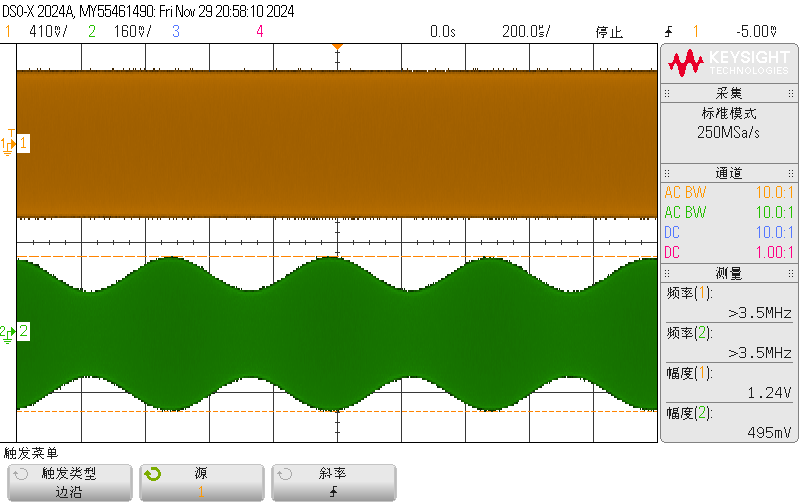 DSO-X 2024A, MY55461490: Fri Nov 29 20:58:10 2024
1 410mV/ 2 160mV/ 3 4 0.0s 200.0us/ 停止 1 -5.00mV
KEYSIGHT
TECHNOLOGIES
采集
标准模式
250MSa/s
通道
AC BW 10.0:1
AC BW 10.0:1
DC 10.0:1
DC 1.00:1
测量
频率(1):
>3.5MHz
频率(2):
>3.5MHz
幅度(1):
1.24V
幅度(2):
495mV
T
1 1
2 2
触发菜单
触发类型
边沿
源
1
斜率